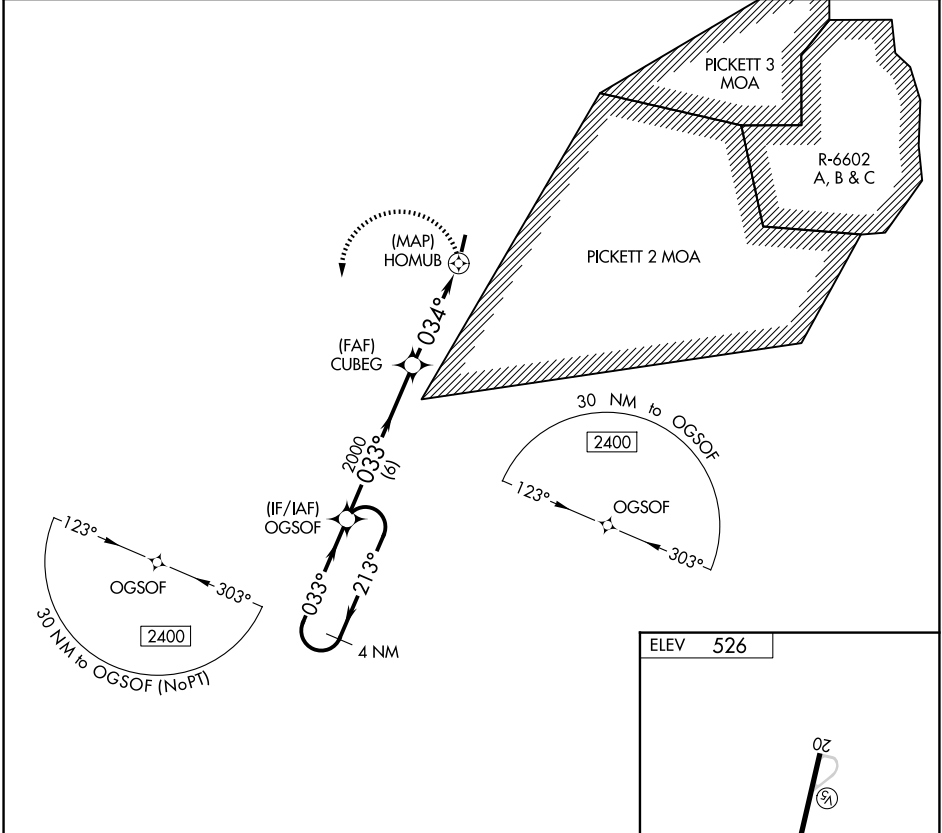 PICKETT 3
MOA
R-6602
A, B & C
PICKETT 2 MOA
(MAP)
HOMUB
034°
(FAF)
CUBEG
2000
033°
(6)
(IF/IAF)
OGSOF
033°
213°
4 NM
30 NM to OGSOF
2400
123°
OGSOF
303°
123°
OGSOF
303°
2400
30 NM to OGSOF (NoPT)
ELEV 526
20
V5